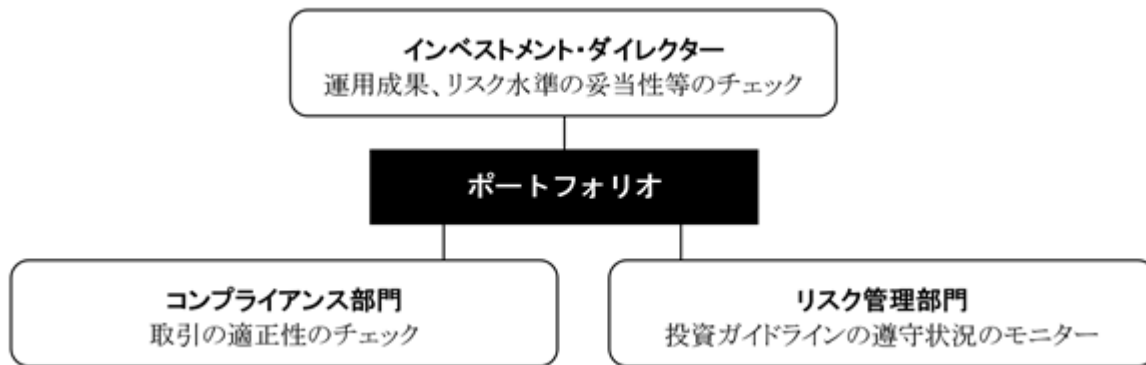 インベストメント・ダイレクター
運用成果、リスク水準の妥当性等のチェック
ポートフォリオ
コンプライアンス部門
取引の適正性のチェック
リスク管理部門
投資ガイドラインの遵守状況のモニター